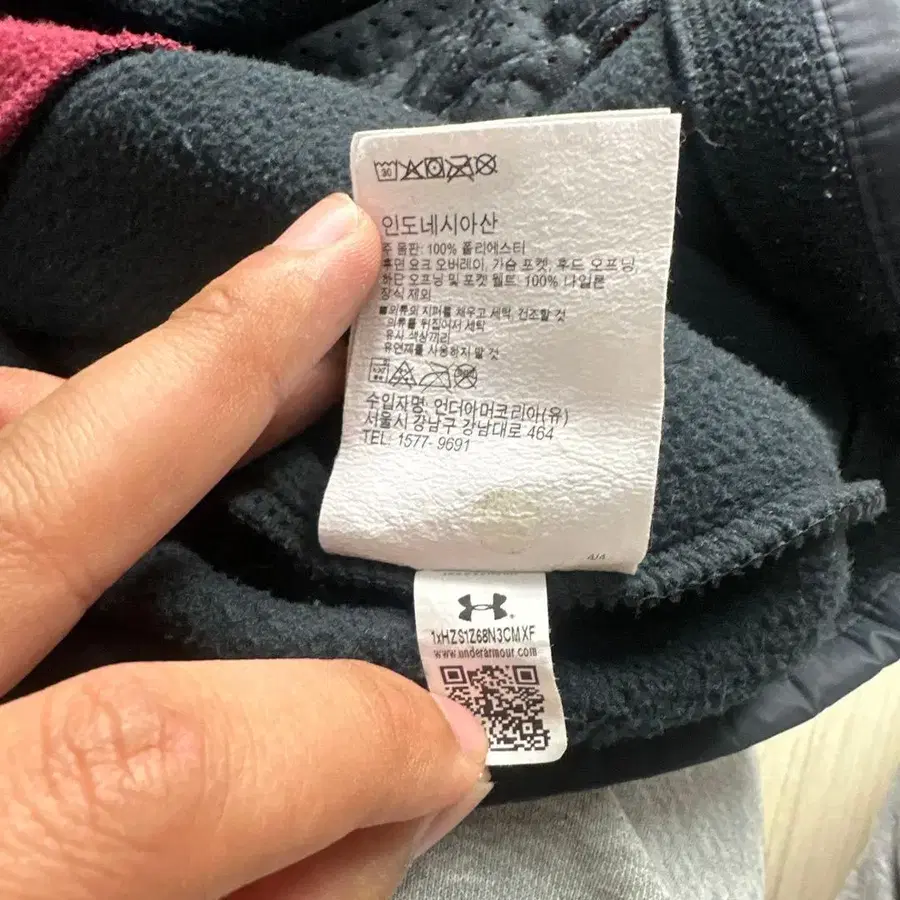 30
인도네시아산
주 옷판: 100% 폴리에스터
후면 요크 오버레이, 가슴 포켓, 후드 오프닝
하단 오프닝 및 포켓 웰트: 100% 나일론
장식 제외
■의류의 지퍼를 채우고 세탁, 건조할 것
의류를 뒤집어서 세탁
유사 색상끼리
유연제를 사용하지 말 것
수입자명. 언더아머코리아(유)
서울시 강남구 강남대로 464
TEL: 1577- 9691
4/4
1xHZS1Z68N3CMXF
www.underarmour.com